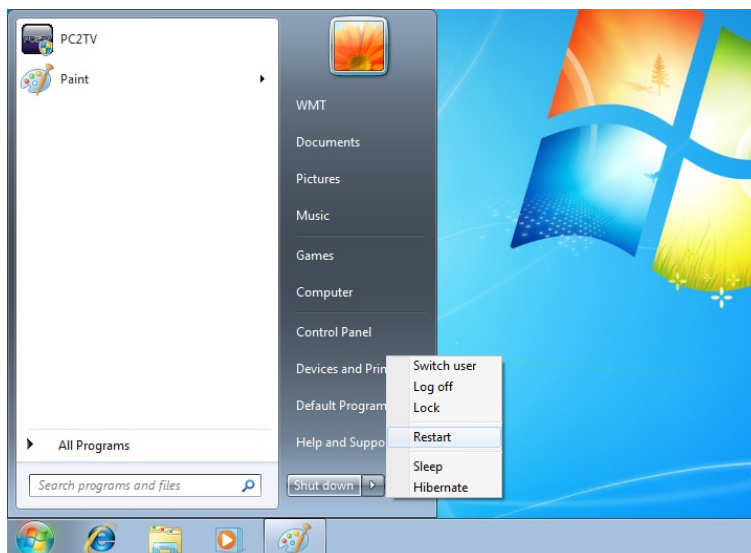 PC2TV
Paint
WMT
Documents
Pictures
Music
Games
Computer
Control Panel
Devices and Prin
Default Program
Help and Suppo
All Programs
Search programs and files
Shut down
Switch user
Log off
Lock
Restart
Sleep
Hibernate